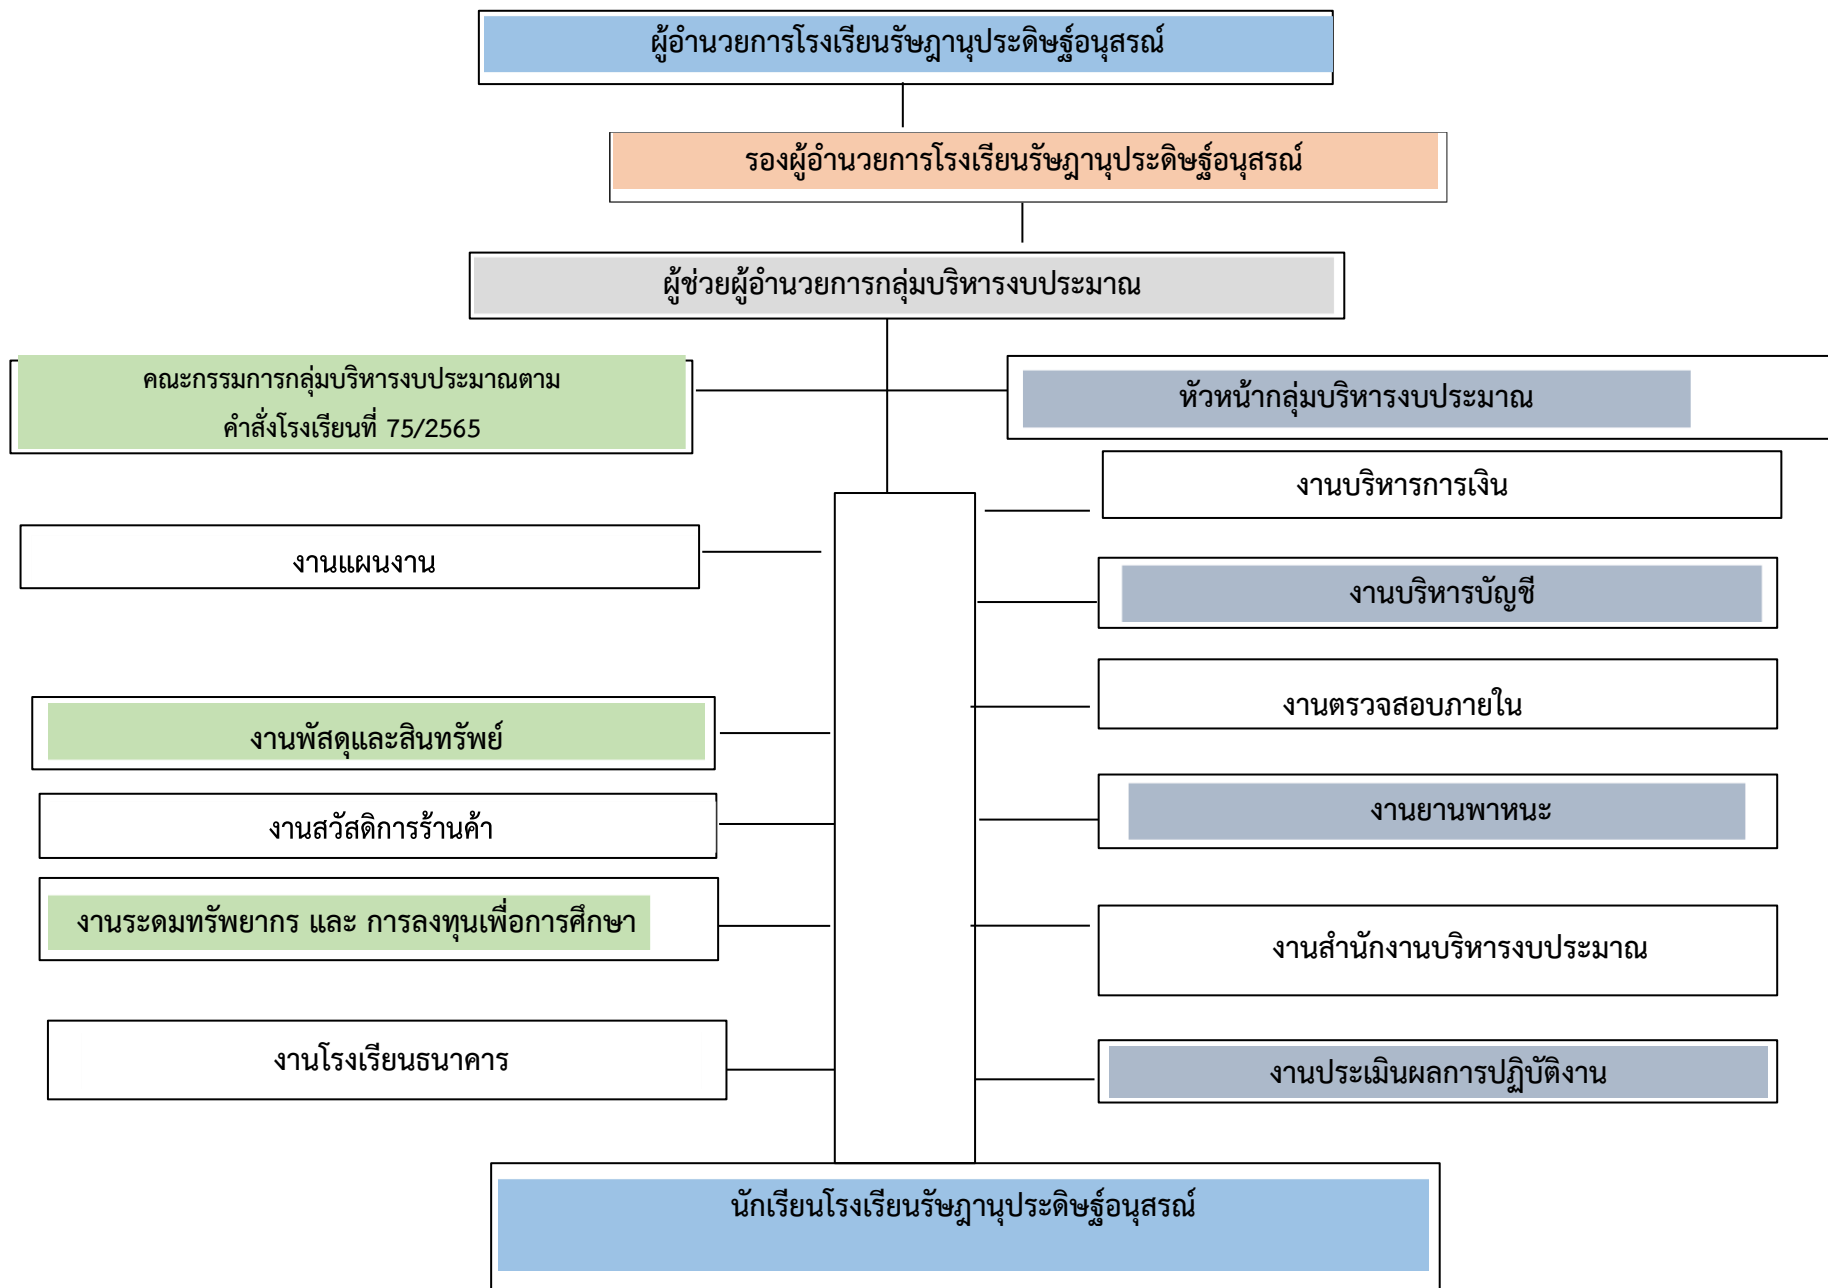 ผู้อำนวยการโรงเรียนรัษฎานุประดิษฐ์อนุสรณ์
รองผู้อำนวยการโรงเรียนรัษฎานุประดิษฐ์อนุสรณ์
ผู้ช่วยผู้อำนวยการกลุ่มบริหารงบประมาณ
คณะกรรมการกลุ่มบริหารงบประมาณตาม
คำสั่งโรงเรียนที่ 75/2565
หัวหน้ากลุ่มบริหารงบประมาณ
งานบริหารการเงิน
งานแผนงาน
งานบริหารบัญชี
งานตรวจสอบภายใน
งานพัสดุและสินทรัพย์
งานยานพาหนะ
งานสวัสดิการร้านค้า
งานระดมทรัพยากร และ การลงทุนเพื่อการศึกษา
งานสำนักงานบริหารงบประมาณ
งานโรงเรียนธนาคาร
งานประเมินผลการปฏิบัติงาน
นักเรียนโรงเรียนรัษฎานุประดิษฐ์อนุสรณ์